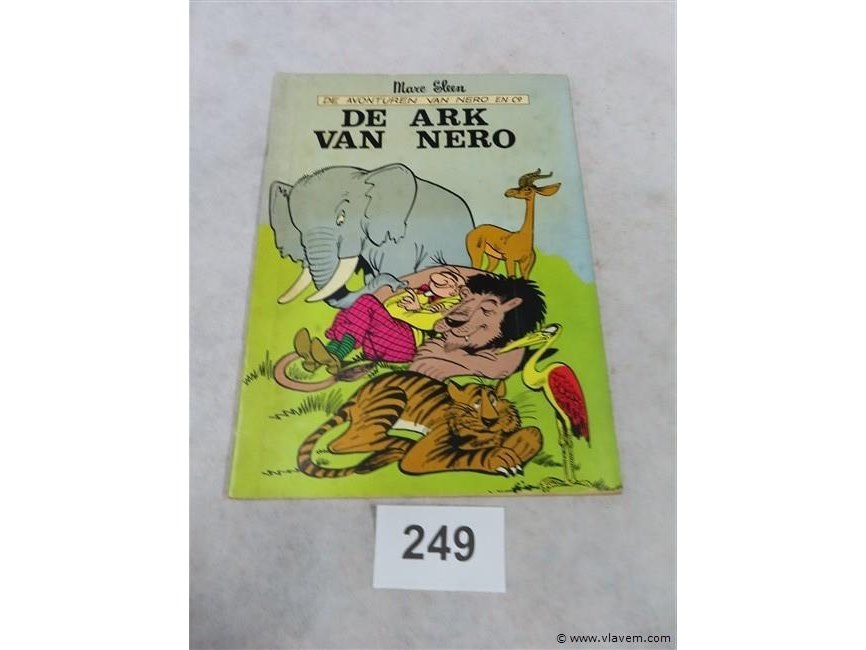 Marc Sleen
DE AVONTUREN VAN NERO EN Co
DE ARK
VAN NERO
249
© www.vlavem.com